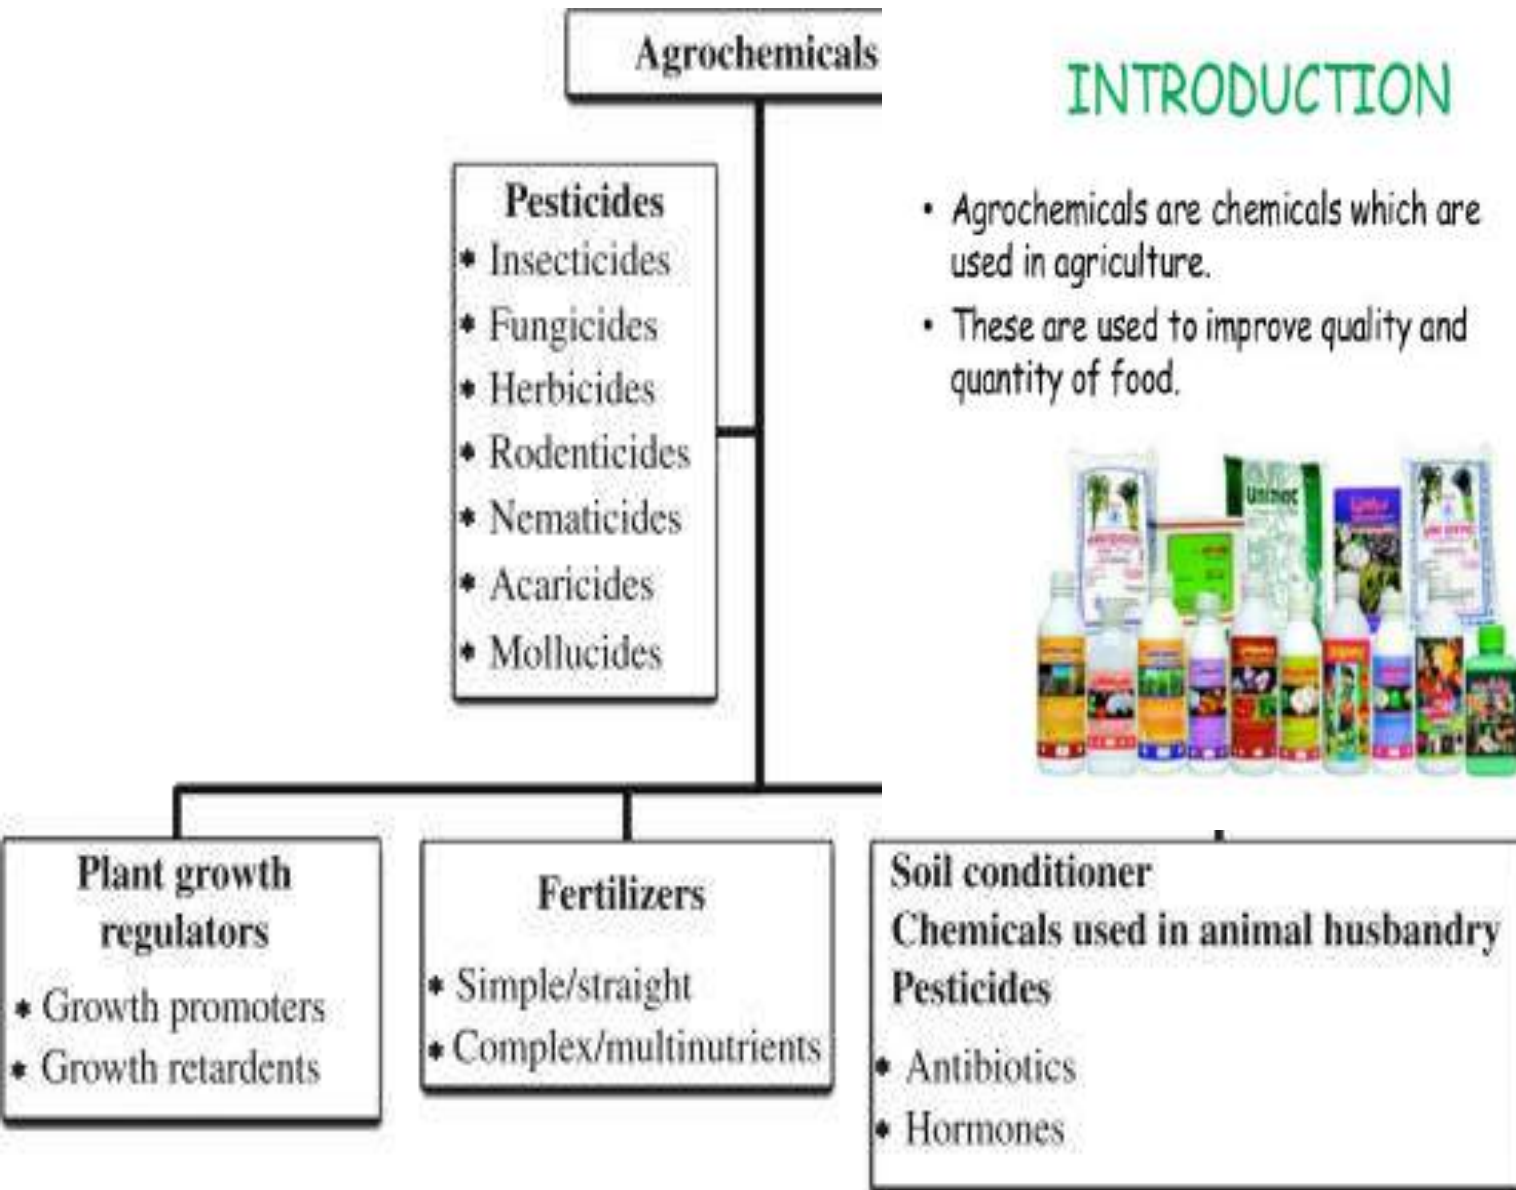 Agrochemicals
INTRODUCTION
• Agrochemicals are chemicals which are
used in agriculture.
• These are used to improve quality and
quantity of food.
Pesticides
* Insecticides
* Fungicides
* Herbicides
* Rodenticides
* Nematicides
* Acaricides
* Mollucides
Unimec
Plant growth
regulators
* Growth promoters
* Growth retardents
Fertilizers
* Simple/straight
* Complex/multinutrients
Soil conditioner
Chemicals used in animal husbandry
Pesticides
* Antibiotics
* Hormones